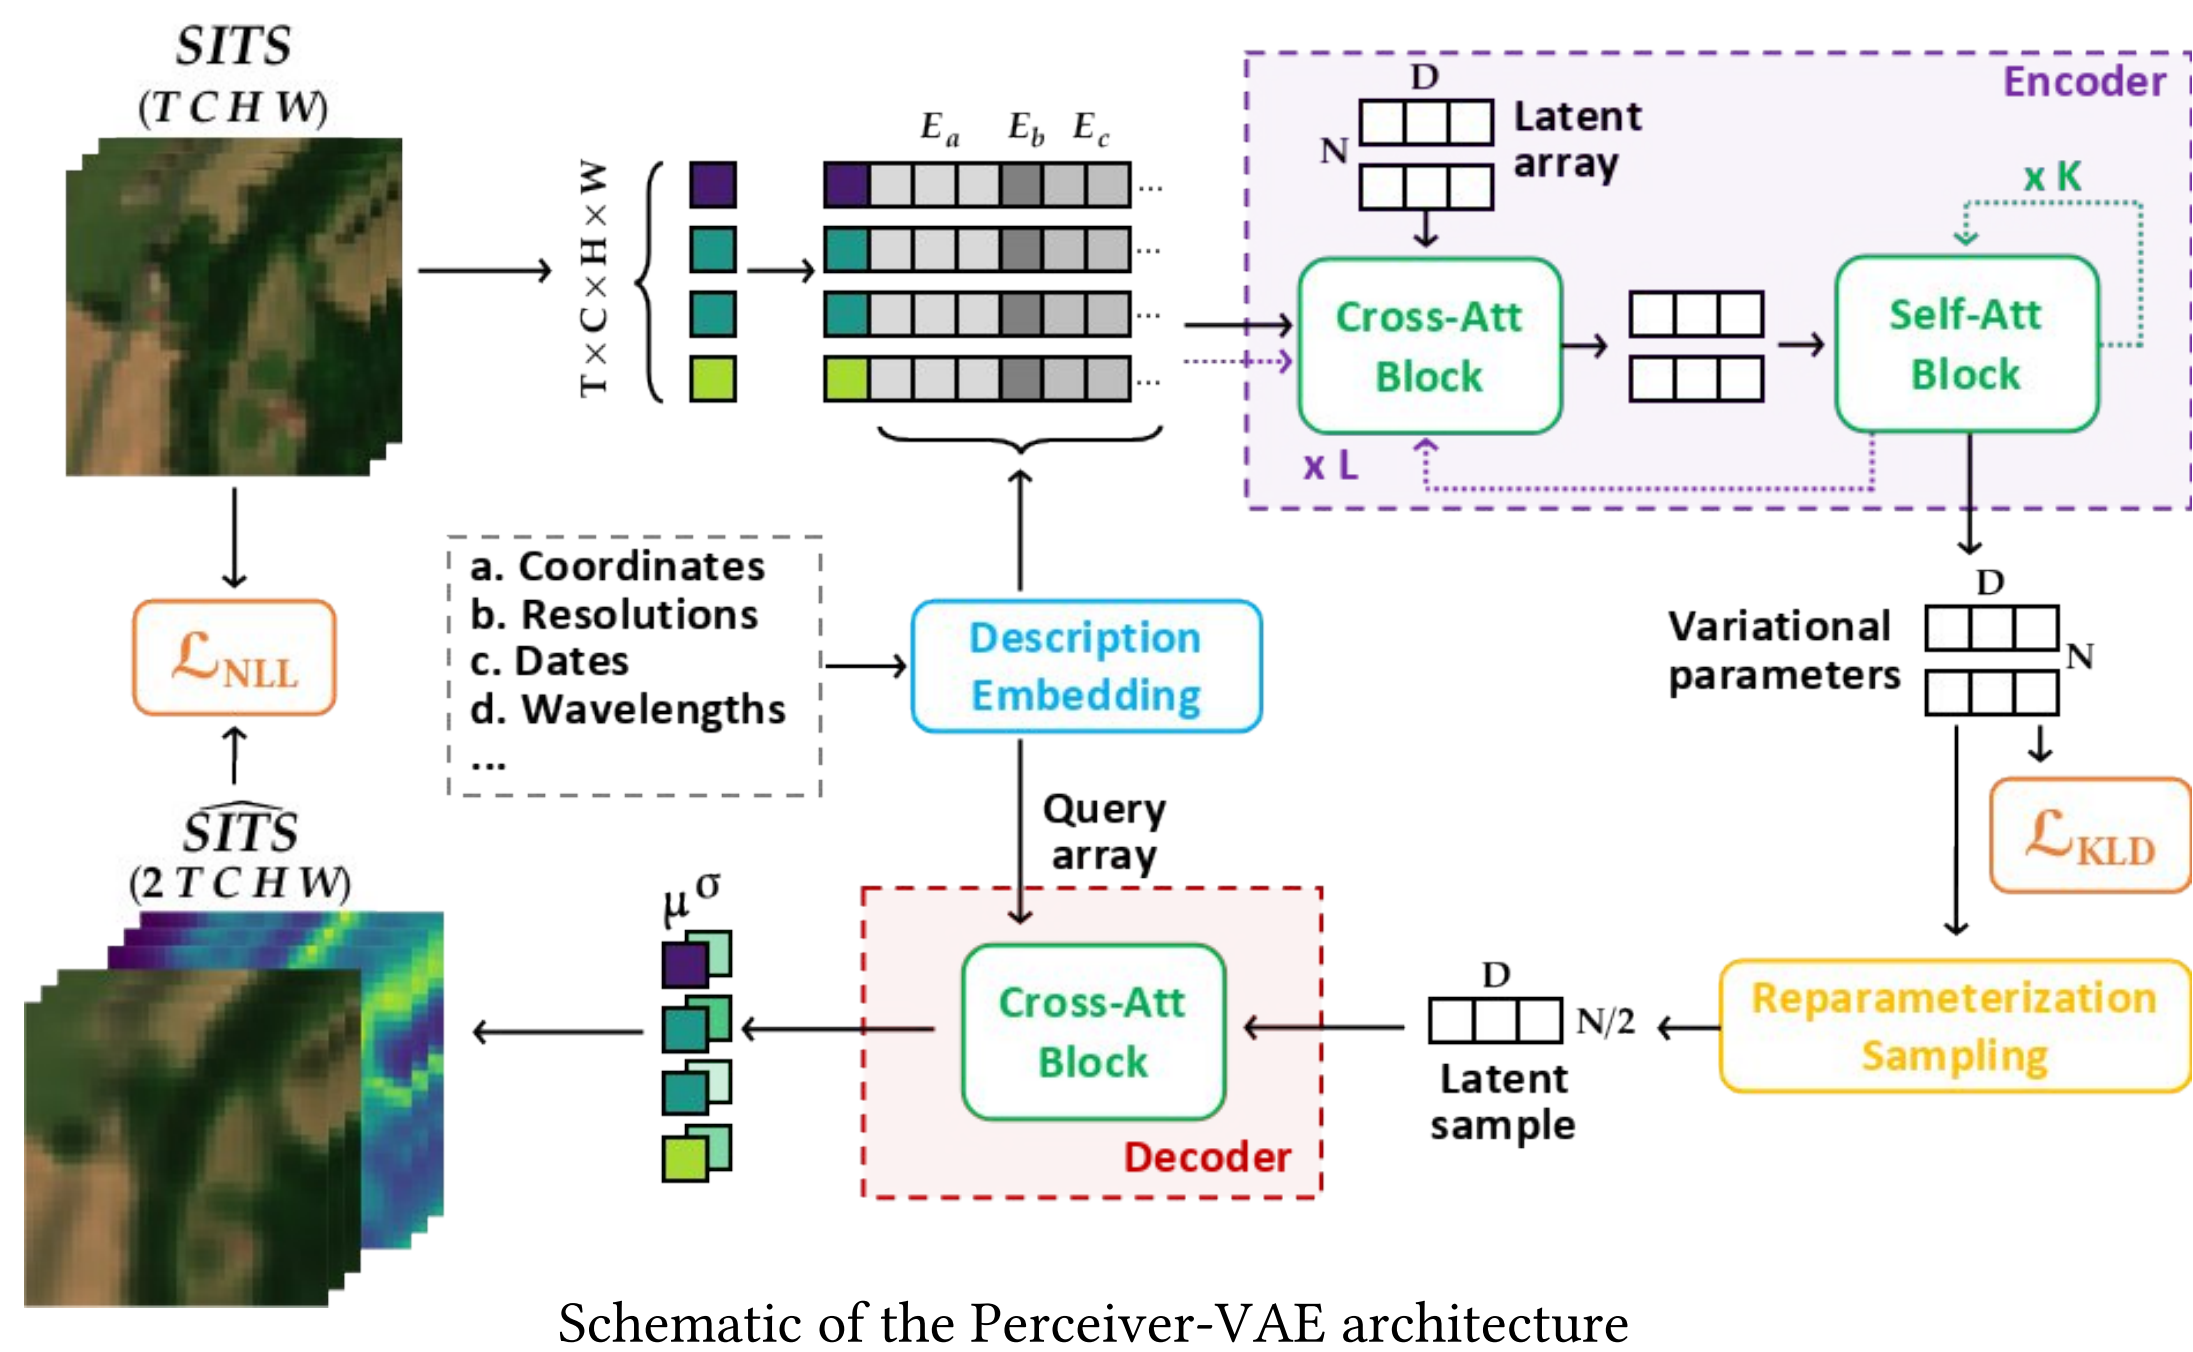 SITS
(T C H W)
T × C × H × W
E_a E_b E_c
...
...
...
...
Encoder
D
N
Latent
array
x K
Cross-Att
Block
Self-Att
Block
x L
a. Coordinates
b. Resolutions
c. Dates
d. Wavelengths
...
Description
Embedding
Query
array
ℒ_NLL
D
Variational
parameters
N
ℒ_KLD
Reparameterization
Sampling
D
N/2
Latent
sample
Cross-Att
Block
Decoder
μ σ
\widehat{SITS}
(2 T C H W)
Schematic of the Perceiver-VAE architecture